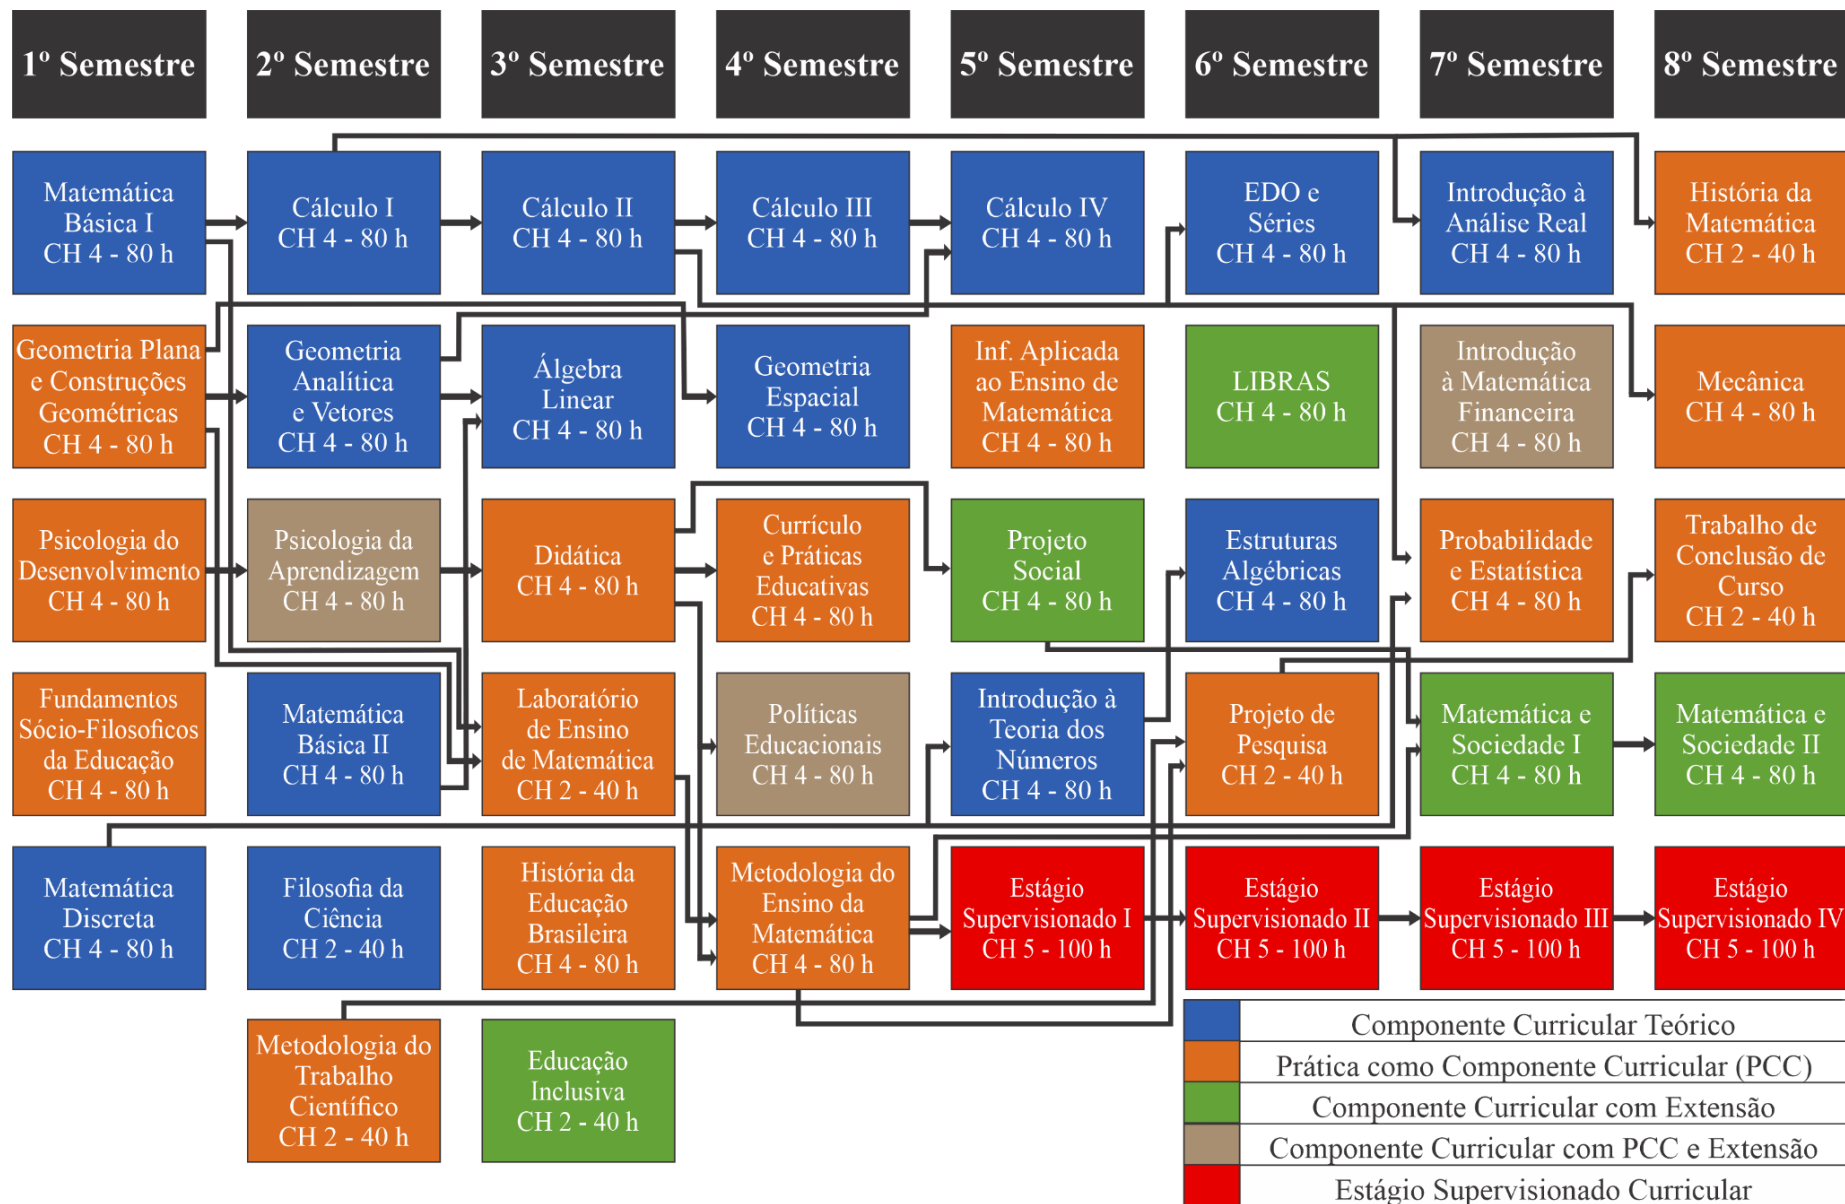 1º Semestre
2º Semestre
3º Semestre
4º Semestre
5º Semestre
6º Semestre
7º Semestre
8º Semestre
Matemática
Básica I
CH 4 - 80 h
Cálculo I
CH 4 - 80 h
Cálculo II
CH 4 - 80 h
Cálculo III
CH 4 - 80 h
Cálculo IV
CH 4 - 80 h
EDO e
Séries
CH 4 - 80 h
Introdução à
Análise Real
CH 4 - 80 h
História da
Matemática
CH 2 - 40 h
Geometria Plana
e Construções
Geométricas
CH 4 - 80 h
Geometria
Analítica
e Vetores
CH 4 - 80 h
Álgebra
Linear
CH 4 - 80 h
Geometria
Espacial
CH 4 - 80 h
Inf. Aplicada
ao Ensino de
Matemática
CH 4 - 80 h
LIBRAS
CH 4 - 80 h
Introdução
à Matemática
Financeira
CH 4 - 80 h
Mecânica
CH 4 - 80 h
Psicologia do
Desenvolvimento
CH 4 - 80 h
Psicologia da
Aprendizagem
CH 4 - 80 h
Didática
CH 4 - 80 h
Currículo
e Práticas
Educativas
CH 4 - 80 h
Projeto
Social
CH 4 - 80 h
Estruturas
Algébricas
CH 4 - 80 h
Probabilidade
e Estatística
CH 4 - 80 h
Trabalho de
Conclusão de
Curso
CH 2 - 40 h
Fundamentos
Sócio-Filosoficos
da Educação
CH 4 - 80 h
Matemática
Básica II
CH 4 - 80 h
Laboratório
de Ensino
de Matemática
CH 2 - 40 h
Políticas
Educacionais
CH 4 - 80 h
Introdução à
Teoria dos
Números
CH 4 - 80 h
Projeto de
Pesquisa
CH 2 - 40 h
Matemática e
Sociedade I
CH 4 - 80 h
Matemática e
Sociedade II
CH 4 - 80 h
Matemática
Discreta
CH 4 - 80 h
Filosofia da
Ciência
CH 2 - 40 h
História da
Educação
Brasileira
CH 4 - 80 h
Metodologia do
Ensino da
Matemática
CH 4 - 80 h
Estágio
Supervisionado I
CH 5 - 100 h
Estágio
Supervisionado II
CH 5 - 100 h
Estágio
Supervisionado III
CH 5 - 100 h
Estágio
Supervisionado IV
CH 5 - 100 h
Metodologia do
Trabalho
Científico
CH 2 - 40 h
Educação
Inclusiva
CH 2 - 40 h
Componente Curricular Teórico
Prática como Componente Curricular (PCC)
Componente Curricular com Extensão
Componente Curricular com PCC e Extensão
Estágio Supervisionado Curricular